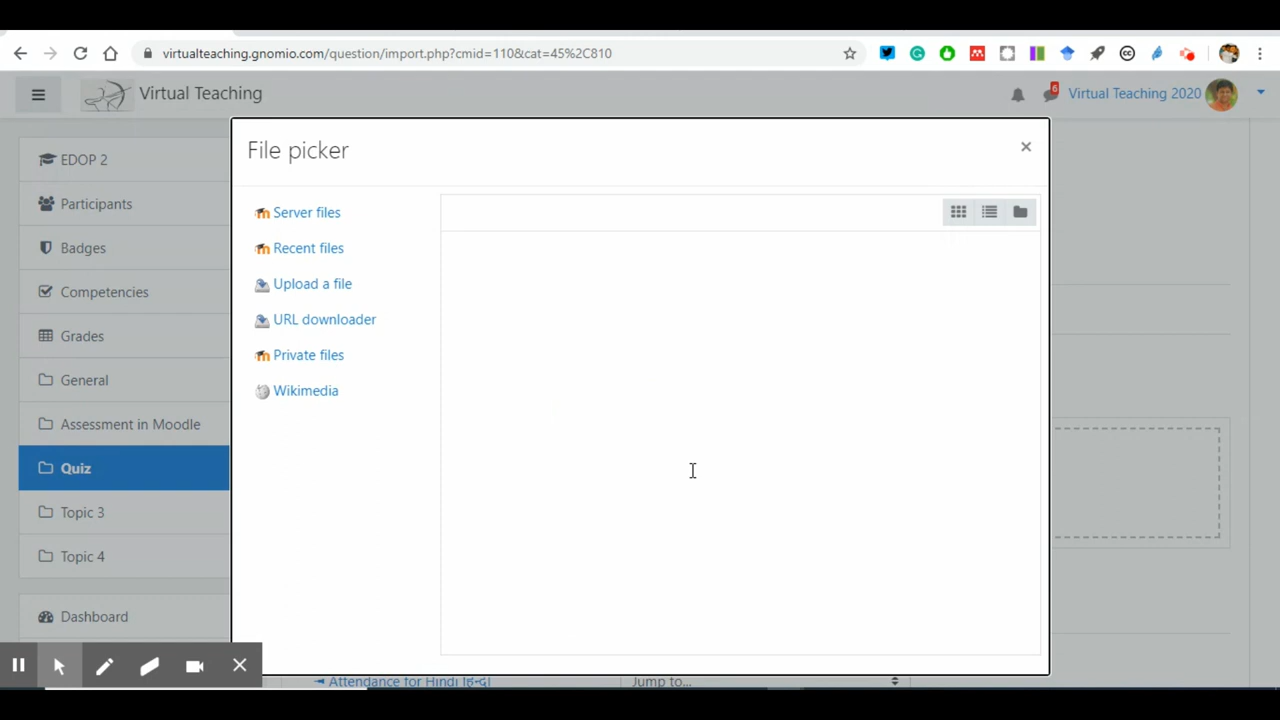 virtualteaching.gnomio.com/question/import.php?cmid=110&cat=45%2C810
Virtual Teaching
6
Virtual Teaching 2020
File picker
EDOP 2
Participants
Badges
Competencies
Grades
General
Assessment in Moodle
Quiz
Topic 3
Topic 4
Dashboard
Server files
Recent files
Upload a file
URL downloader
Private files
Wikimedia
Attendance for Hindi हिन्दी
Jump to...